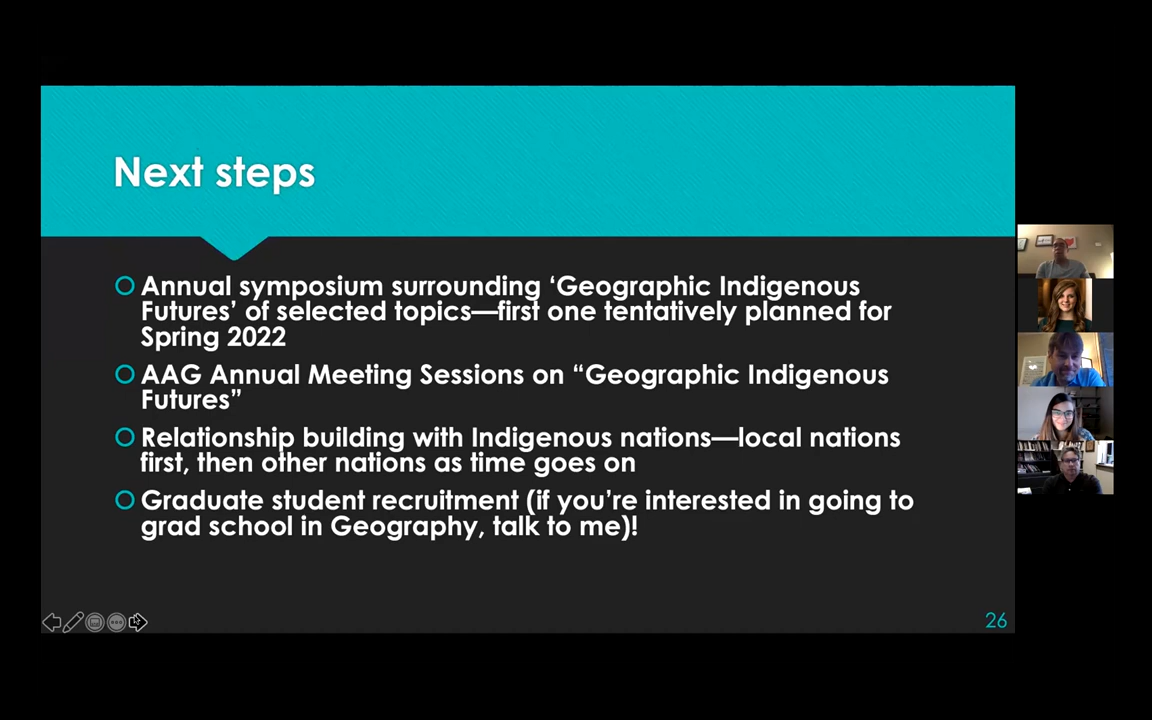 Next steps
Annual symposium surrounding ‘Geographic Indigenous
Futures’ of selected topics—first one tentatively planned for
Spring 2022
AAG Annual Meeting Sessions on “Geographic Indigenous
Futures”
Relationship building with Indigenous nations—local nations
first, then other nations as time goes on
Graduate student recruitment (if you’re interested in going to
grad school in Geography, talk to me)!
26